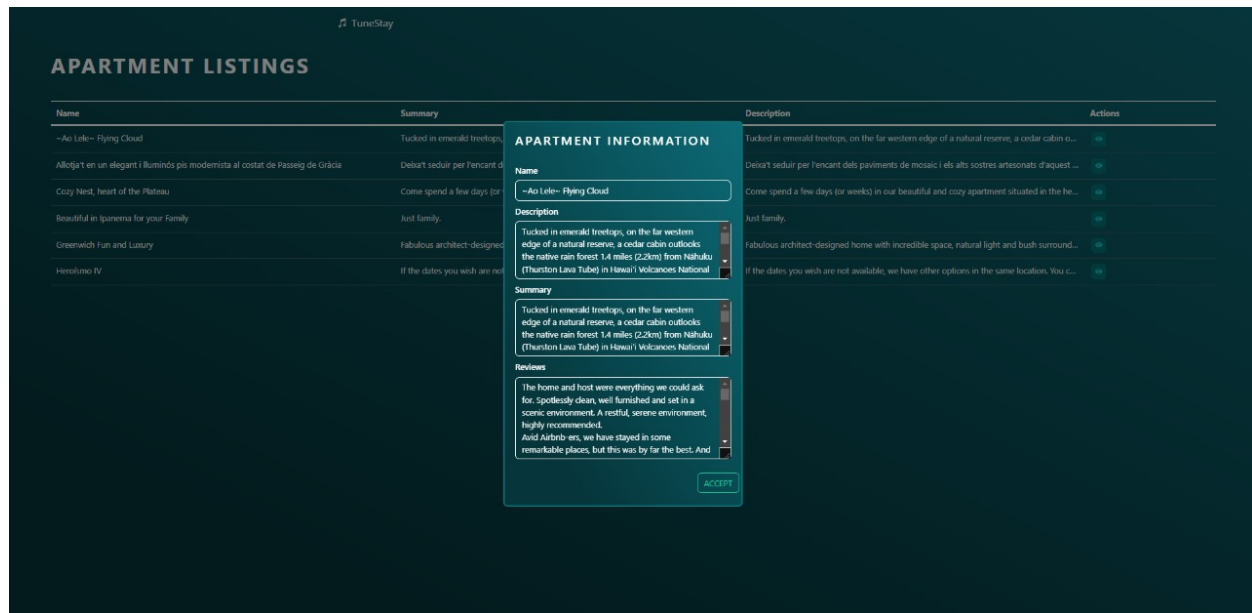 TuneStay
APARTMENT LISTINGS
Name Summary Description Actions
~Ao Lele~ Flying Cloud Tucked in emerald treetops, Tucked in emerald treetops, on the far western edge of a natural reserve, a cedar cabin o...
Allotja't en un elegant i lluminós pis modernista al costat de Passeig de Gràcia Deixa't seduir per l'encant d Deixa't seduir per l'encant dels paviments de mosaic i els alts sostres artesonats d'aquest ...
Cozy Nest, heart of the Plateau Come spend a few days (or Come spend a few days (or weeks) in our beautiful and cozy apartment situated in the he...
Beautiful in Ipanema for your Family Just family. Just family.
Greenwich Fun and Luxury Fabulous architect-designed Fabulous architect-designed home with incredible space, natural light and bush surround...
Heroísmo IV If the dates you wish are not If the dates you wish are not available, we have other options in the same location. You c...
APARTMENT INFORMATION
Name
~Ao Lele~ Flying Cloud
Description
Tucked in emerald treetops, on the far western
edge of a natural reserve, a cedar cabin outlooks
the native rain forest 1.4 miles (2.2km) from Nāhuku
(Thurston Lava Tube) in Hawai'i Volcanoes National
Summary
Tucked in emerald treetops, on the far western
edge of a natural reserve, a cedar cabin outlooks
the native rain forest 1.4 miles (2.2km) from Nāhuku
(Thurston Lava Tube) in Hawai'i Volcanoes National
Reviews
The home and host were everything we could ask
for. Spotlessly clean, well furnished and set in a
scenic environment. A restful, serene environment,
highly recommended.
Avid Airbnb-ers, we have stayed in some
remarkable places, but this was by far the best. And
ACCEPT